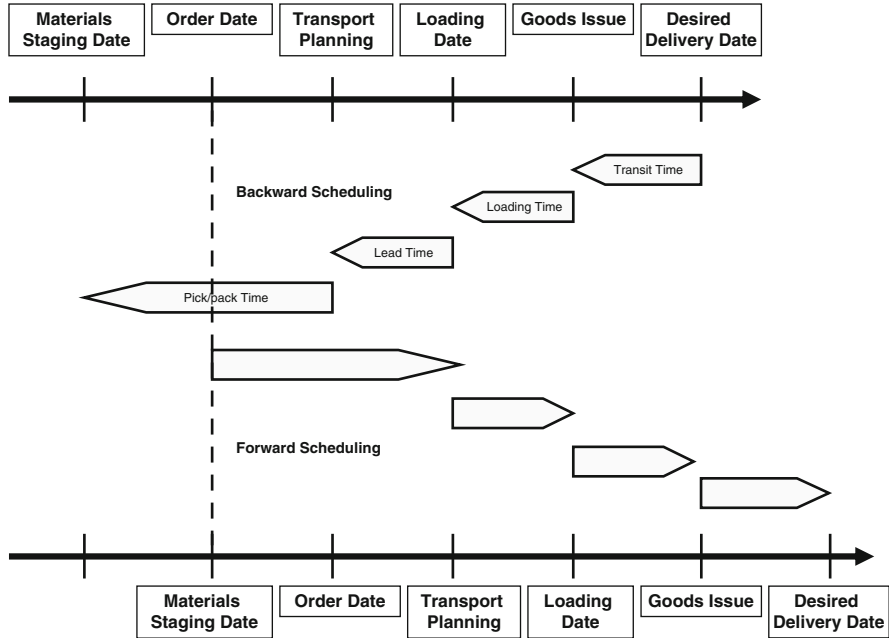 Materials
Staging Date
Order Date
Transport
Planning
Loading
Date
Goods Issue
Desired
Delivery Date
Transit Time
Backward Scheduling
Loading Time
Lead Time
Pick/pack Time
Forward Scheduling
Materials
Staging Date
Order Date
Transport
Planning
Loading
Date
Goods Issue
Desired
Delivery Date